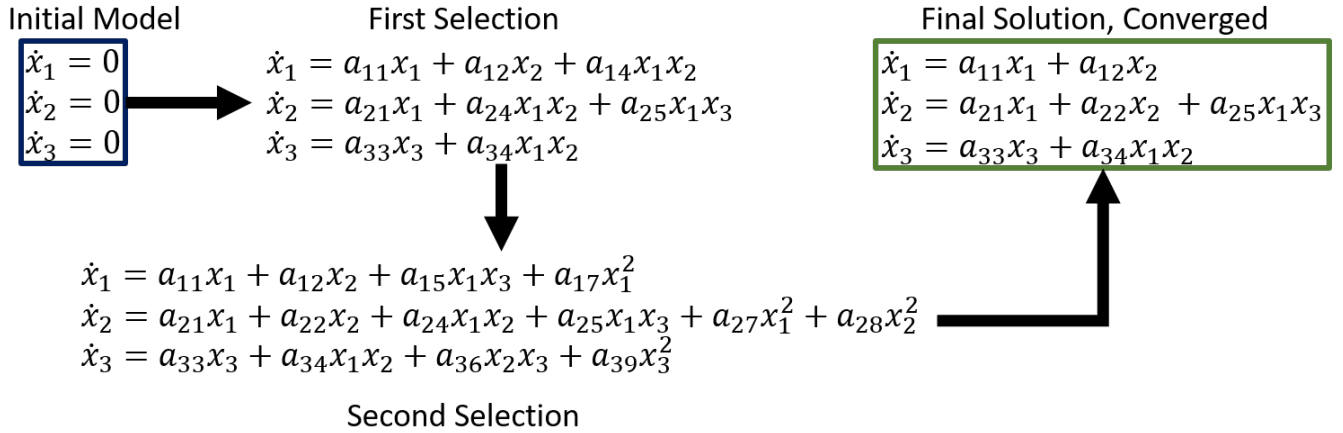 Initial Model
ẋ₁ = 0
ẋ₂ = 0
ẋ₃ = 0
First Selection
ẋ₁ = a₁₁x₁ + a₁₂x₂ + a₁₄x₁x₂
ẋ₂ = a₂₁x₁ + a₂₄x₁x₂ + a₂₅x₁x₃
ẋ₃ = a₃₃x₃ + a₃₄x₁x₂
ẋ₁ = a₁₁x₁ + a₁₂x₂ + a₁₅x₁x₃ + a₁₇x₁²
ẋ₂ = a₂₁x₁ + a₂₂x₂ + a₂₄x₁x₂ + a₂₅x₁x₃ + a₂₇x₁² + a₂₈x₂²
ẋ₃ = a₃₃x₃ + a₃₄x₁x₂ + a₃₆x₂x₃ + a₃₉x₃²
Second Selection
Final Solution, Converged
ẋ₁ = a₁₁x₁ + a₁₂x₂
ẋ₂ = a₂₁x₁ + a₂₂x₂ + a₂₅x₁x₃
ẋ₃ = a₃₃x₃ + a₃₄x₁x₂